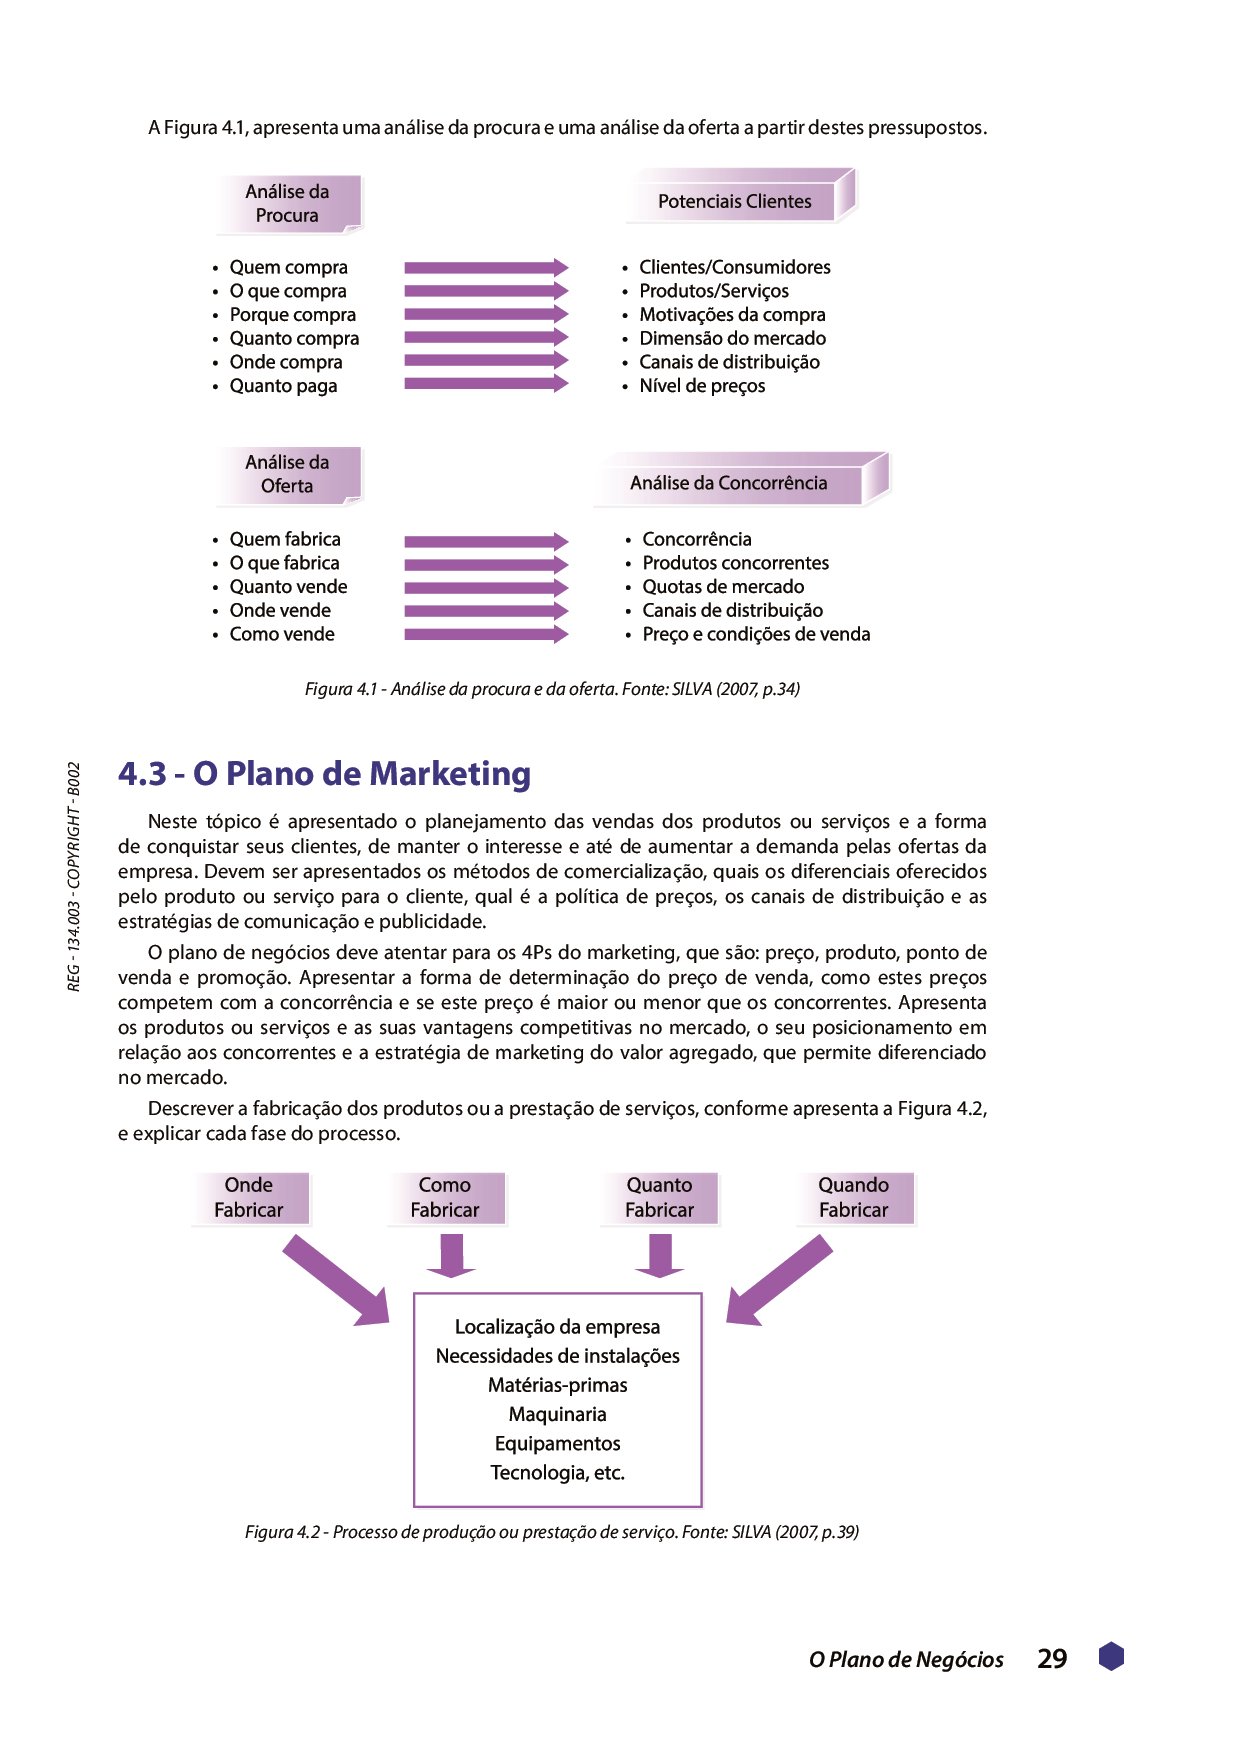 A Figura 4.1, apresenta uma análise da procura e uma análise da oferta a partir destes pressupostos.
Análise da
Procura
Potenciais Clientes
• Quem compra
• O que compra
• Porque compra
• Quanto compra
• Onde compra
• Quanto paga
• Clientes/Consumidores
• Produtos/Serviços
• Motivações da compra
• Dimensão do mercado
• Canais de distribuição
• Nível de preços
Análise da
Oferta
Análise da Concorrência
• Quem fabrica
• O que fabrica
• Quanto vende
• Onde vende
• Como vende
• Concorrência
• Produtos concorrentes
• Quotas de mercado
• Canais de distribuição
• Preço e condições de venda
Figura 4.1 - Análise da procura e da oferta. Fonte: SILVA (2007, p.34)
4.3 - O Plano de Marketing
Neste tópico é apresentado o planejamento das vendas dos produtos ou serviços e a forma
de conquistar seus clientes, de manter o interesse e até de aumentar a demanda pelas ofertas da
empresa. Devem ser apresentados os métodos de comercialização, quais os diferenciais oferecidos
pelo produto ou serviço para o cliente, qual é a política de preços, os canais de distribuição e as
estratégias de comunicação e publicidade.
O plano de negócios deve atentar para os 4Ps do marketing, que são: preço, produto, ponto de
venda e promoção. Apresentar a forma de determinação do preço de venda, como estes preços
competem com a concorrência e se este preço é maior ou menor que os concorrentes. Apresenta
os produtos ou serviços e as suas vantagens competitivas no mercado, o seu posicionamento em
relação aos concorrentes e a estratégia de marketing do valor agregado, que permite diferenciado
no mercado.
Descrever a fabricação dos produtos ou a prestação de serviços, conforme apresenta a Figura 4.2,
e explicar cada fase do processo.
Onde
Fabricar
Como
Fabricar
Quanto
Fabricar
Quando
Fabricar
Localização da empresa
Necessidades de instalações
Matérias-primas
Maquinaria
Equipamentos
Tecnologia, etc.
Figura 4.2 - Processo de produção ou prestação de serviço. Fonte: SILVA (2007, p.39)
REG - 134.003 - COPYRIGHT - B002
O Plano de Negócios 29